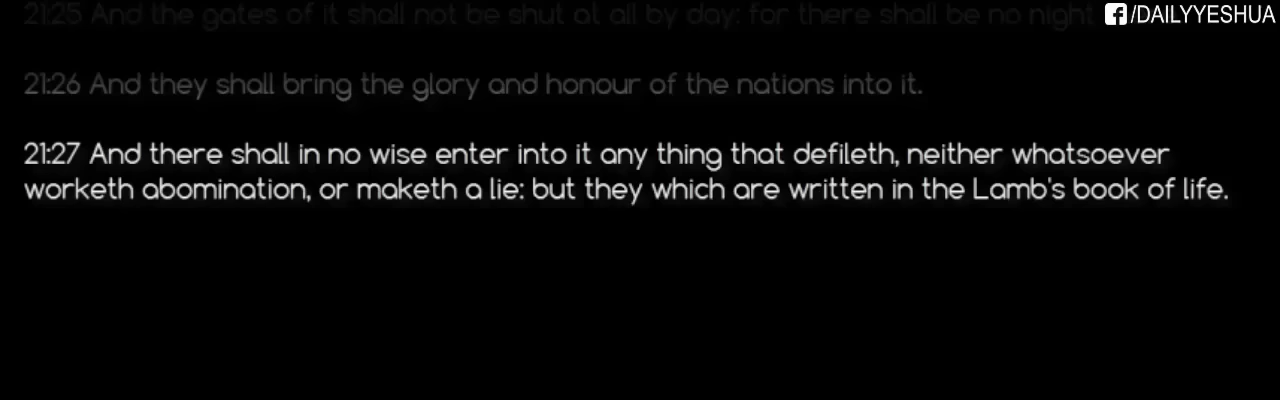 21:25 And the gates of it shall not be shut at all by day: for there shall be no night
/DAILYYESHUA
21:26 And they shall bring the glory and honour of the nations into it.
21:27 And there shall in no wise enter into it any thing that defileth, neither whatsoever
worketh abomination, or maketh a lie: but they which are written in the Lamb's book of life.